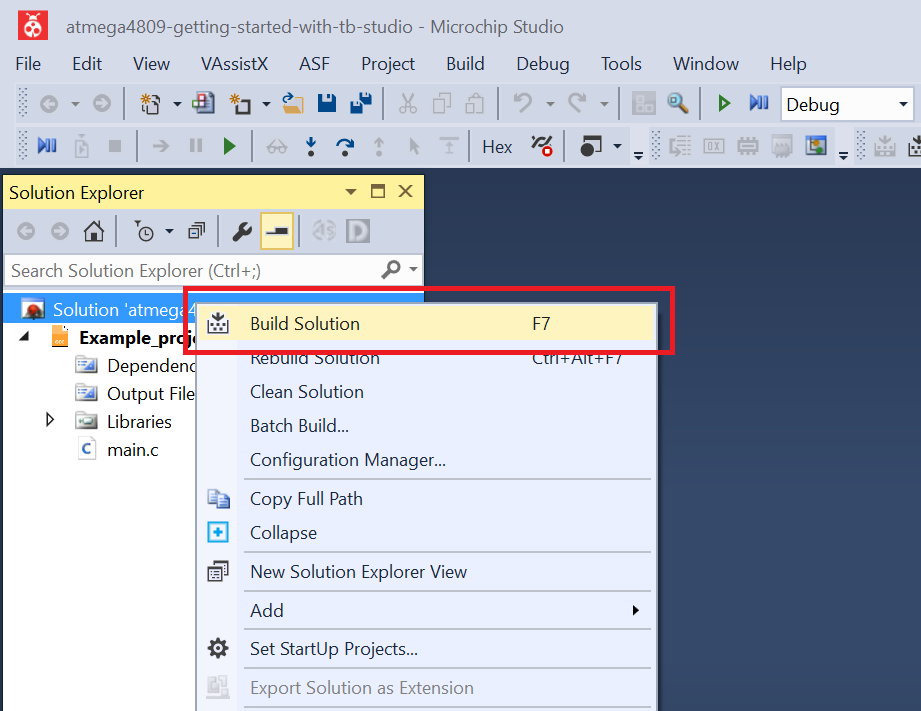 atmega4809-getting-started-with-tb-studio - Microchip Studio
File Edit View VAssistX ASF Project Build Debug Tools Window Help
Debug
Hex
Solution Explorer
Search Solution Explorer (Ctrl+;)
Solution 'atmega4
Build Solution F7
Example_proj
Rebuild Solution Ctrl+Alt+F7
Dependenc
Clean Solution
Output File
Libraries
Batch Build...
main.c
Configuration Manager...
Copy Full Path
Collapse
New Solution Explorer View
Add
Set StartUp Projects...
Export Solution as Extension